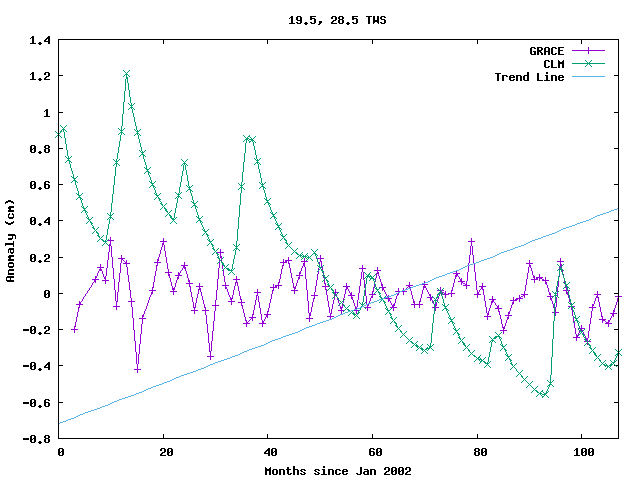 19.5, 28.5 TWS
GRACE
CLM
Trend Line
1.4
1.2
1
0.8
0.6
0.4
0.2
0
-0.2
-0.4
-0.6
-0.8
Anomaly (cm)
0 20 40 60 80 100
Months since Jan 2002